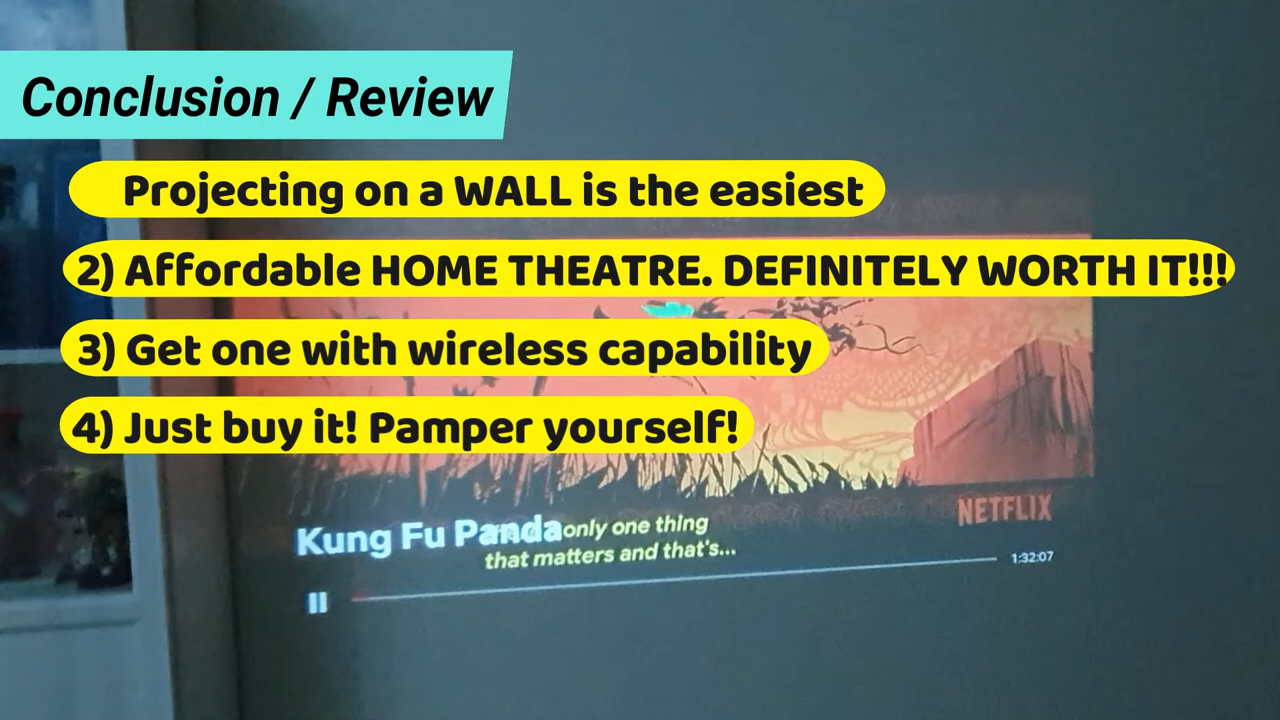 Conclusion / Review
Projecting on a WALL is the easiest
2) Affordable HOME THEATRE. DEFINITELY WORTH IT!!!
3) Get one with wireless capability
4) Just buy it! Pamper yourself!
NETFLIX
Kung Fu Panda
only one thing
that matters and that's...
1:32:07